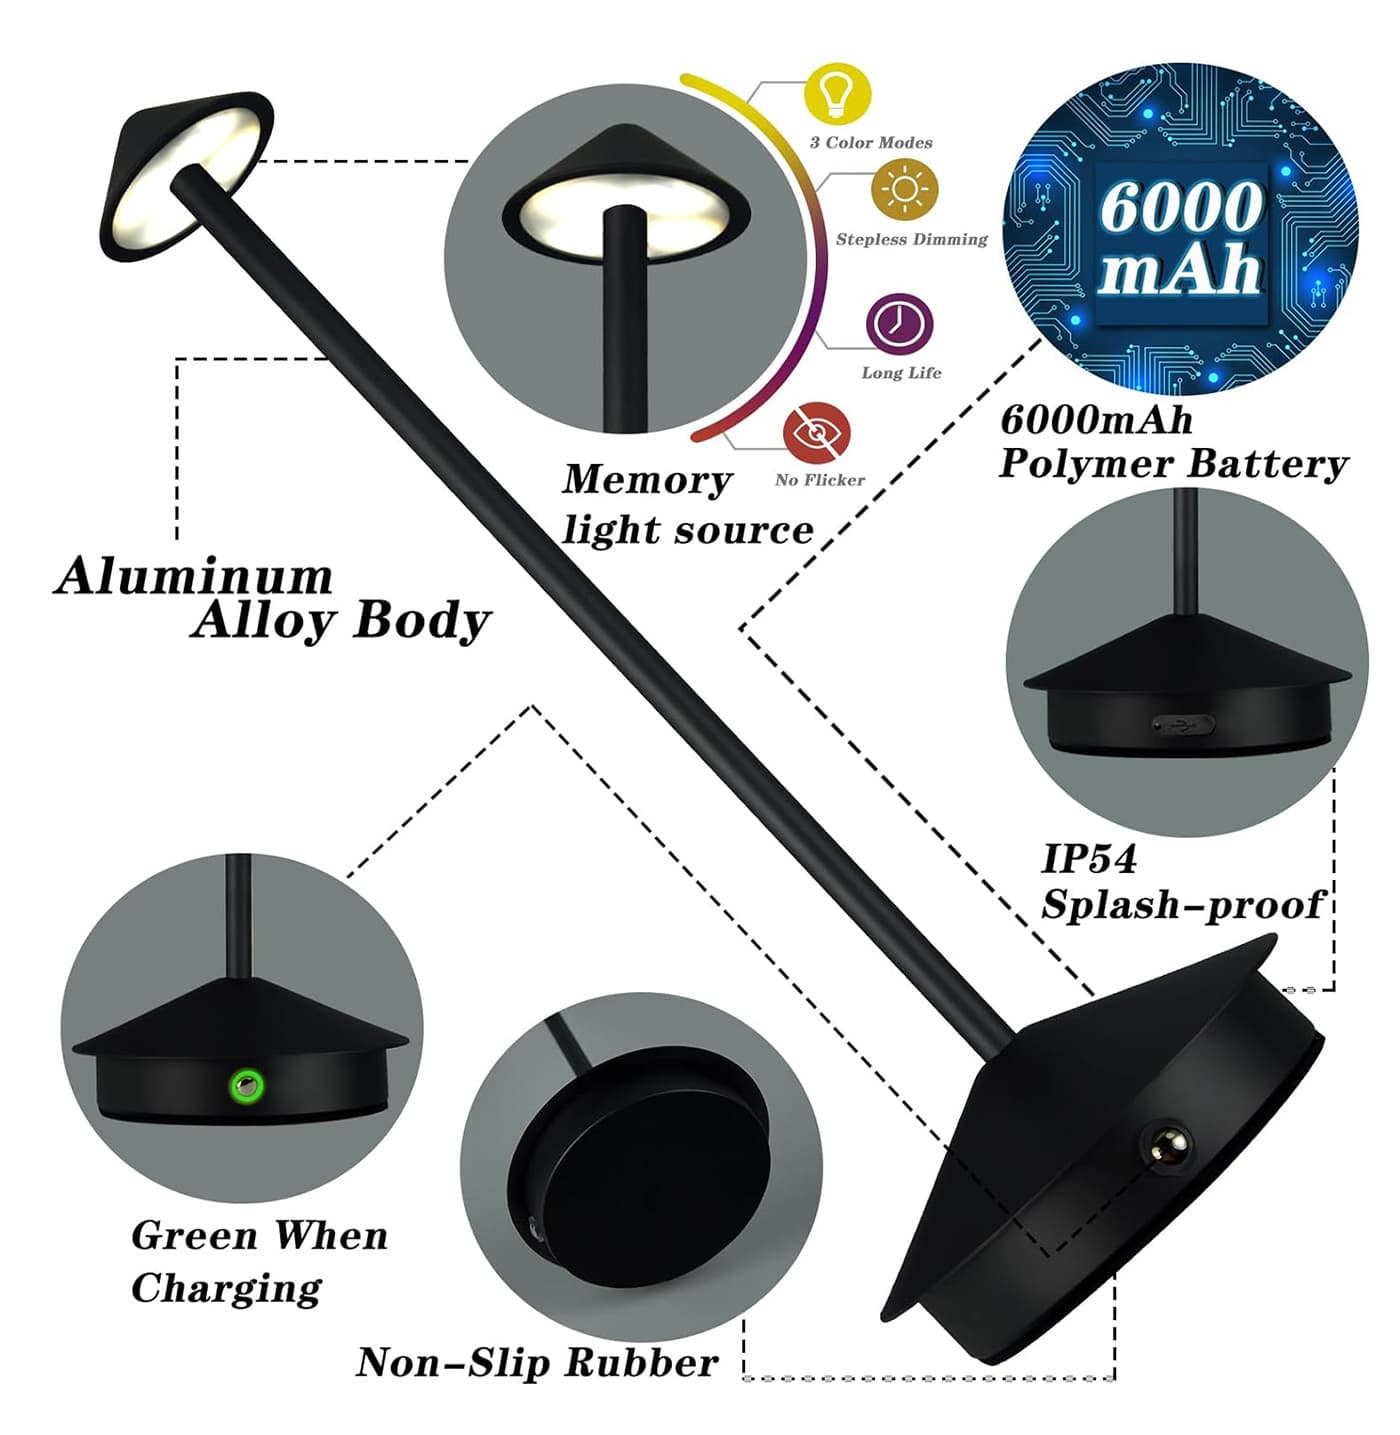 3 Color Modes
Stepless Dimming
Long Life
No Flicker
Memory
light source
6000
mAh
6000mAh
Polymer Battery
Aluminum
Alloy Body
IP54
Splash-proof
Green When
Charging
Non-Slip Rubber